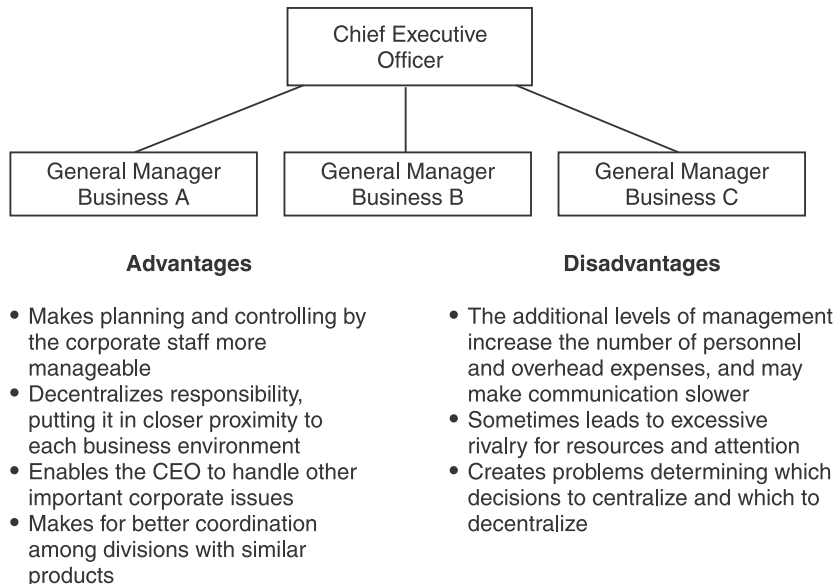 Chief Executive
Officer
General Manager
Business A
General Manager
Business B
General Manager
Business C
Advantages
• Makes planning and controlling by
the corporate staff more
manageable
• Decentralizes responsibility,
putting it in closer proximity to
each business environment
• Enables the CEO to handle other
important corporate issues
• Makes for better coordination
among divisions with similar
products
Disadvantages
• The additional levels of management
increase the number of personnel
and overhead expenses, and may
make communication slower
• Sometimes leads to excessive
rivalry for resources and attention
• Creates problems determining which
decisions to centralize and which to
decentralize